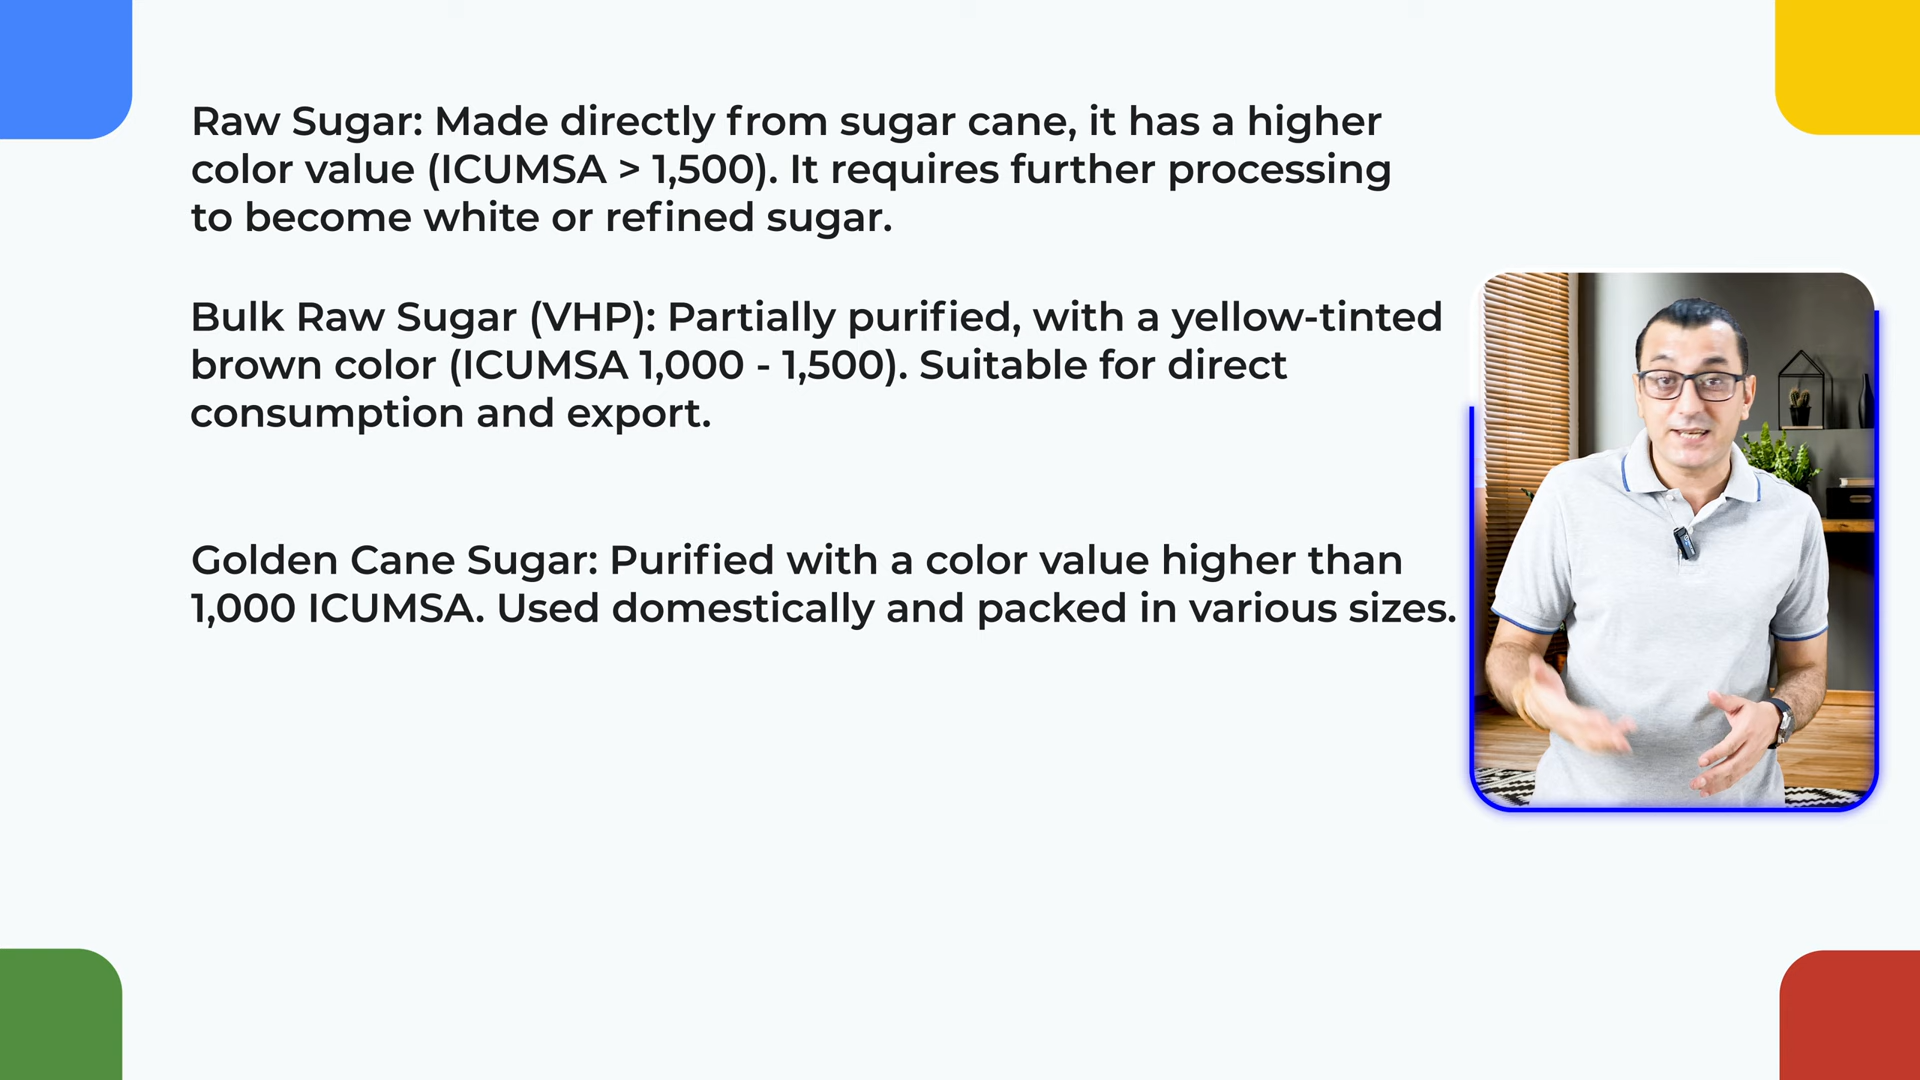 Raw Sugar: Made directly from sugar cane, it has a higher
color value (ICUMSA > 1,500). It requires further processing
to become white or refined sugar.
Bulk Raw Sugar (VHP): Partially purified, with a yellow-tinted
brown color (ICUMSA 1,000 - 1,500). Suitable for direct
consumption and export.
Golden Cane Sugar: Purified with a color value higher than
1,000 ICUMSA. Used domestically and packed in various sizes.